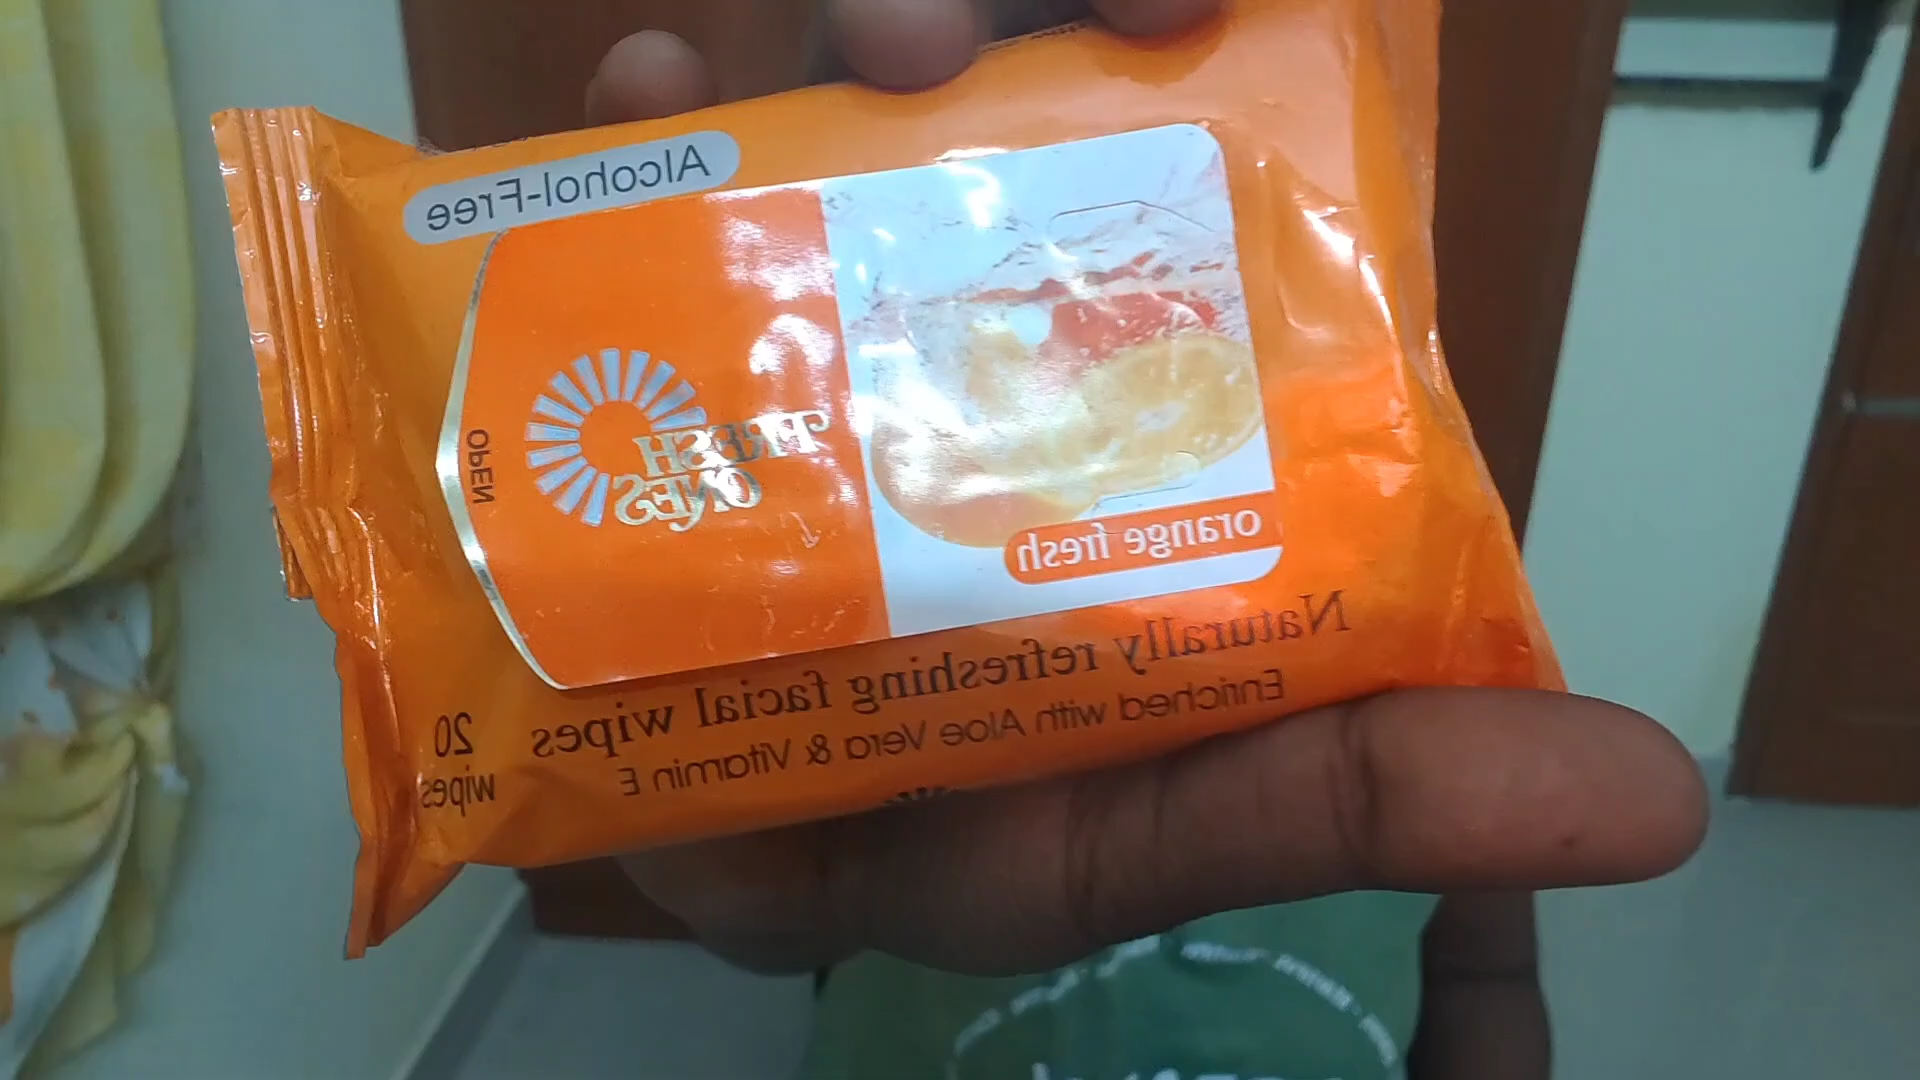 Alcohol-Free
FRESH
ONES
OPEN
orange fresh
Naturally refreshing facial wipes
Enriched with Aloe Vera & Vitamin E
20
wipes